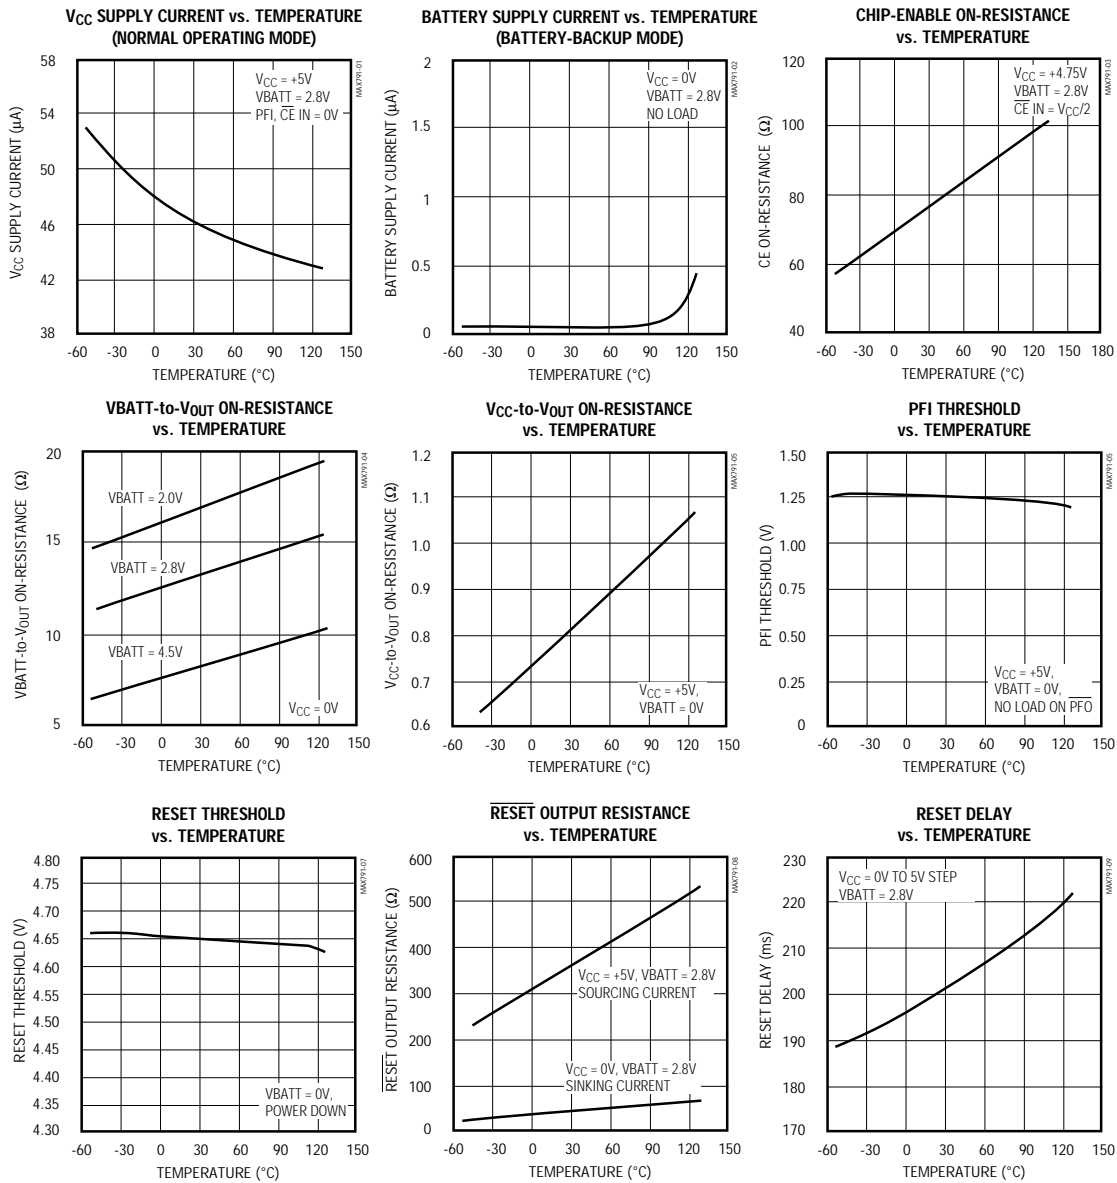 VCC SUPPLY CURRENT vs. TEMPERATURE
(NORMAL OPERATING MODE)
58
54
50
46
42
38
VCC SUPPLY CURRENT (µA)
VCC = +5V
VBATT = 2.8V
PFI, CE IN = 0V
MAX791-01
-60 -30 0 30 60 90 120 150
TEMPERATURE (°C)
BATTERY SUPPLY CURRENT vs. TEMPERATURE
(BATTERY-BACKUP MODE)
2
1.5
1
0.5
0
BATTERY SUPPLY CURRENT (µA)
VCC = 0V
VBATT = 2.8V
NO LOAD
MAX791-02
-60 -30 0 30 60 90 120 150
TEMPERATURE (°C)
CHIP-ENABLE ON-RESISTANCE
vs. TEMPERATURE
120
100
80
60
40
CE ON-RESISTANCE (Ω)
VCC = +4.75V
VBATT = 2.8V
CE IN = VCC/2
MAX791-03
-60 -30 0 30 60 90 120 150 180
TEMPERATURE (°C)
VBATT-to-VOUT ON-RESISTANCE
vs. TEMPERATURE
20
15
10
5
VBATT-to-VOUT ON-RESISTANCE (Ω)
VBATT = 2.0V
VBATT = 2.8V
VBATT = 4.5V
VCC = 0V
MAX791-04
-60 -30 0 30 60 90 120 150
TEMPERATURE (°C)
VCC-to-VOUT ON-RESISTANCE
vs. TEMPERATURE
1.2
1.1
1.0
0.9
0.8
0.7
0.6
VCC-to-VOUT ON-RESISTANCE (Ω)
VCC = +5V,
VBATT = 0V
MAX791-05
-60 -30 0 30 60 90 120 150
TEMPERATURE (°C)
PFI THRESHOLD
vs. TEMPERATURE
1.50
1.25
1.00
0.75
0.50
0.25
0
PFI THRESHOLD (V)
VCC = +5V,
VBATT = 0V,
NO LOAD ON PFO
MAX791-05
-60 -30 0 30 60 90 120 150
TEMPERATURE (°C)
RESET THRESHOLD
vs. TEMPERATURE
4.80
4.75
4.70
4.65
4.60
4.55
4.50
4.45
4.40
4.35
4.30
RESET THRESHOLD (V)
VBATT = 0V,
POWER DOWN
MAX791-07
-60 -30 0 30 60 90 120 150
TEMPERATURE (°C)
RESET OUTPUT RESISTANCE
vs. TEMPERATURE
600
500
400
300
200
100
0
RESET OUTPUT RESISTANCE (Ω)
VCC = +5V, VBATT = 2.8V
SOURCING CURRENT
VCC = 0V, VBATT = 2.8V
SINKING CURRENT
MAX791-08
-60 -30 0 30 60 90 120 150
TEMPERATURE (°C)
RESET DELAY
vs. TEMPERATURE
230
220
210
200
190
180
170
RESET DELAY (ms)
VCC = 0V TO 5V STEP
VBATT = 2.8V
MAX791-09
-60 -30 0 30 60 90 120 150
TEMPERATURE (°C)